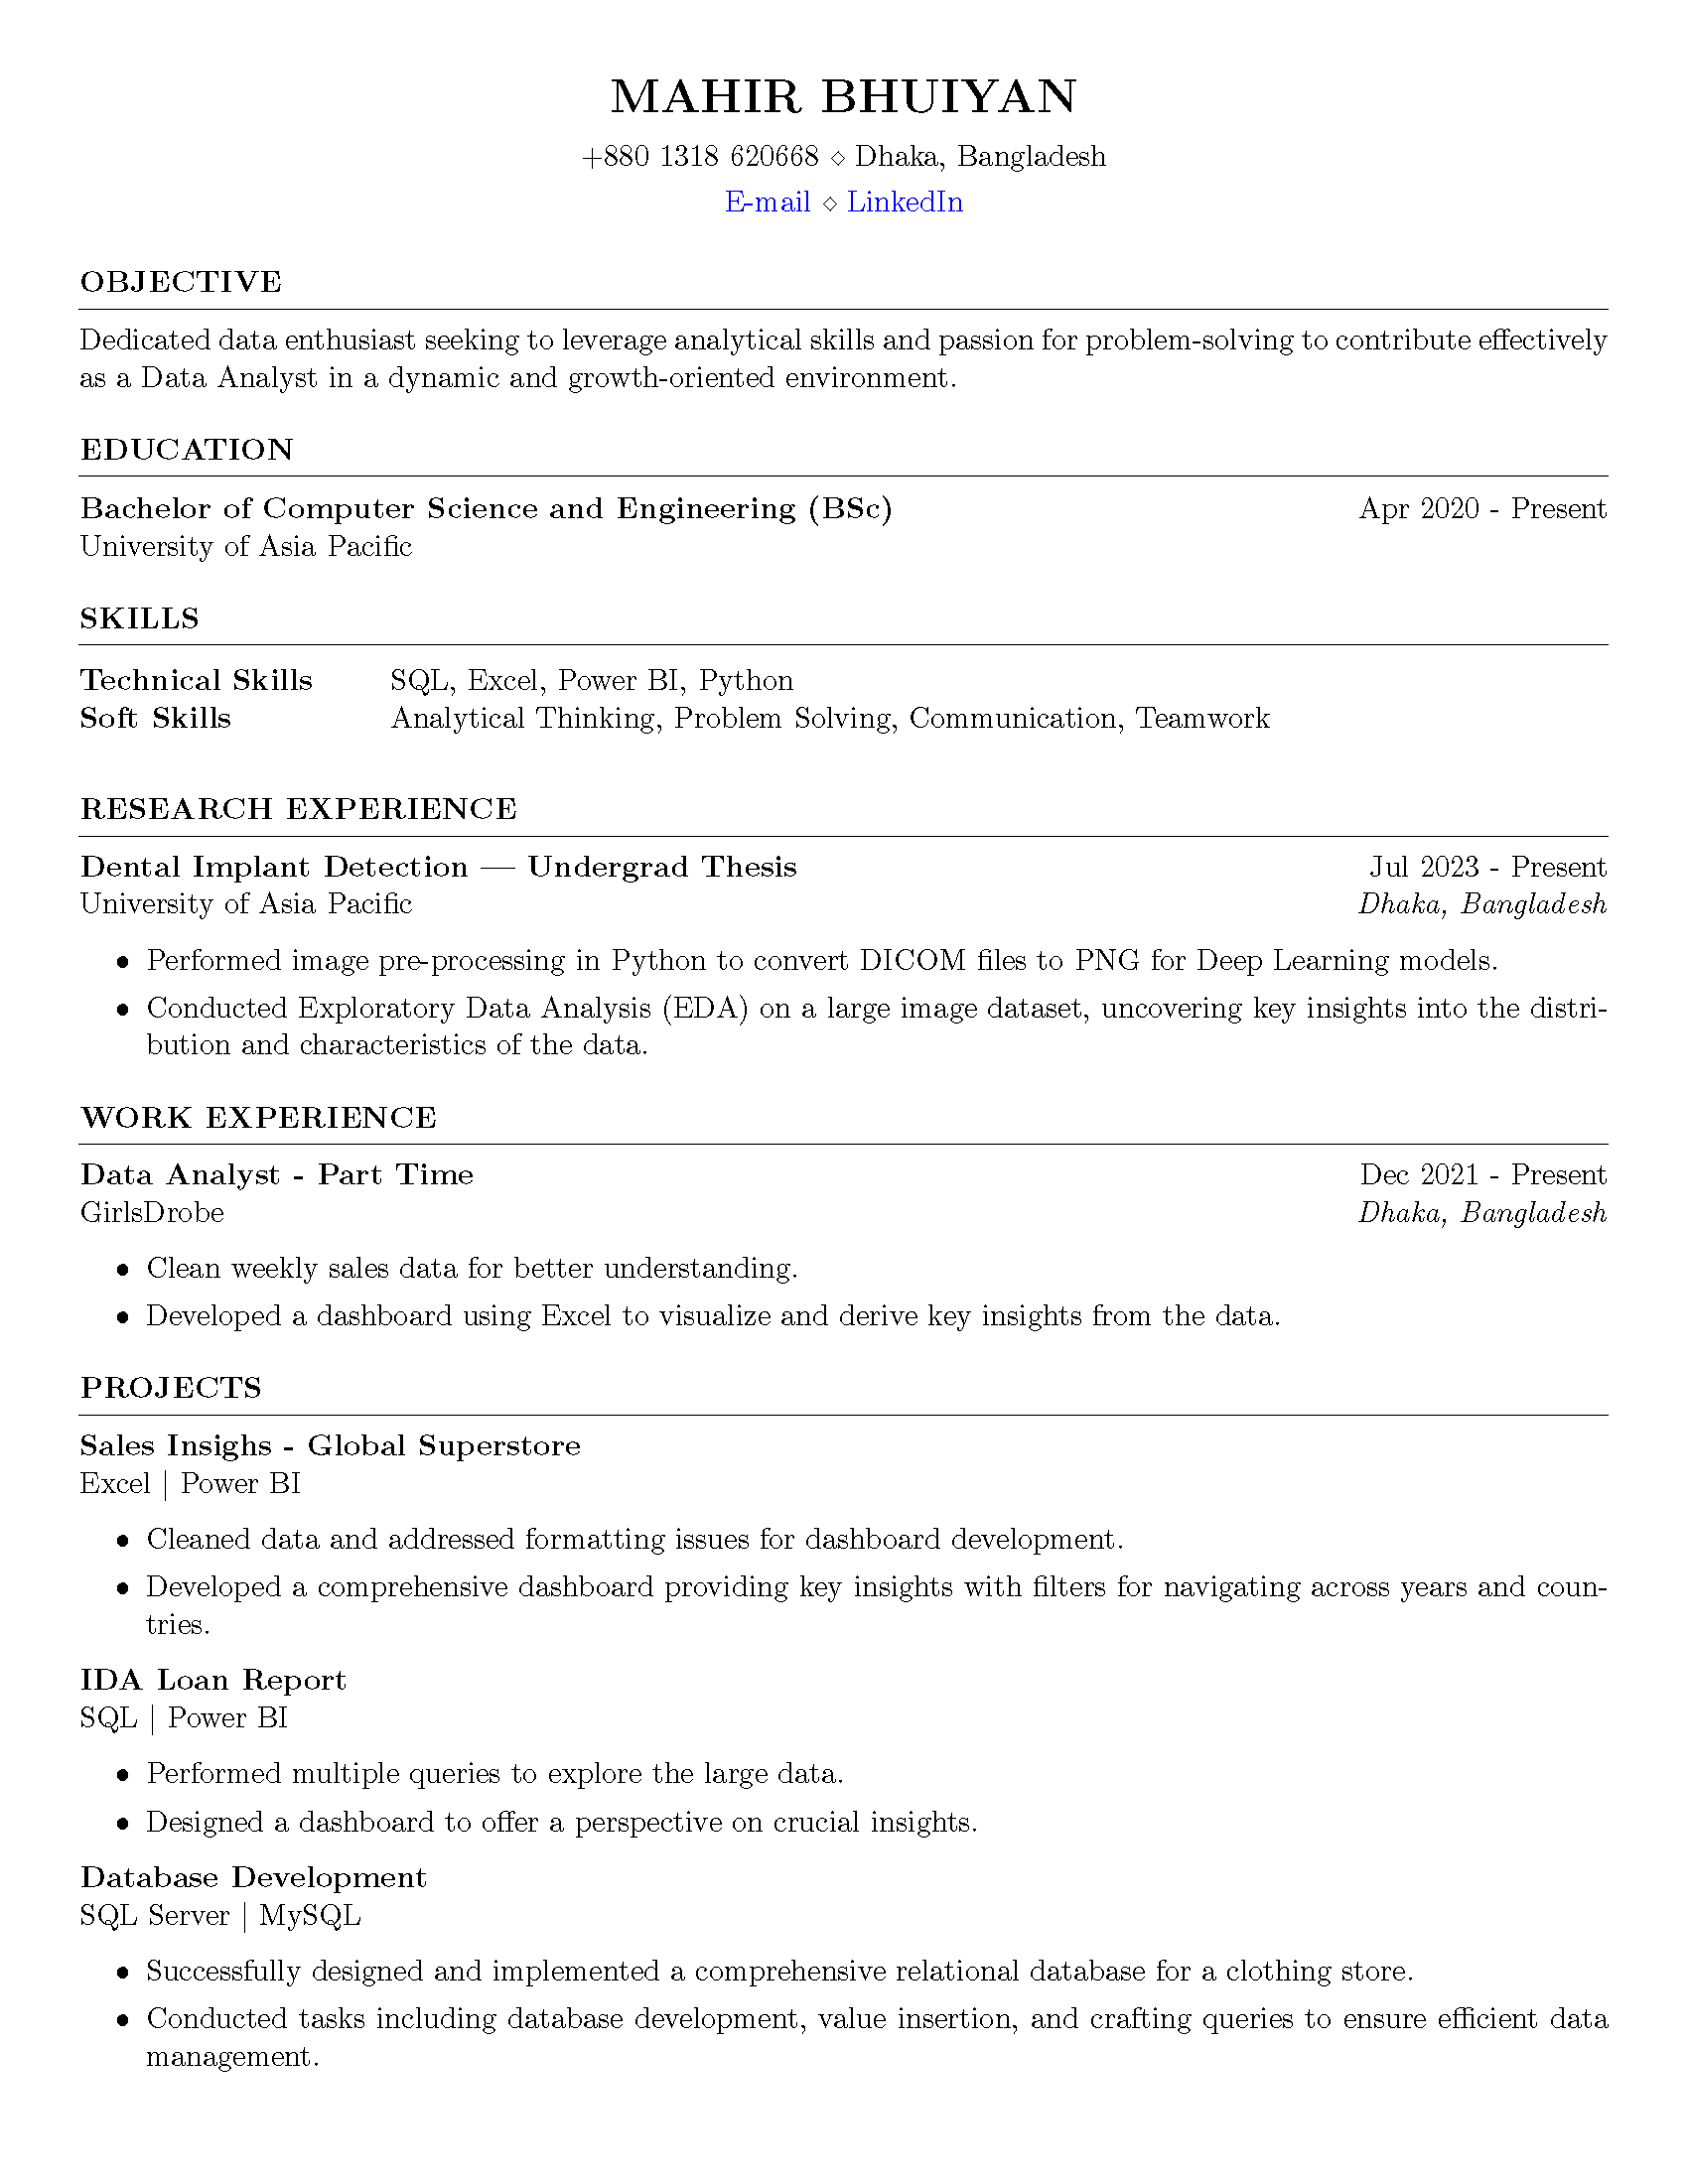 MAHIR BHUIYAN
+880 1318 620668 ⋄ Dhaka, Bangladesh
E-mail ⋄ LinkedIn
OBJECTIVE
Dedicated data enthusiast seeking to leverage analytical skills and passion for problem-solving to contribute effectively
as a Data Analyst in a dynamic and growth-oriented environment.
EDUCATION
Bachelor of Computer Science and Engineering (BSc) Apr 2020 - Present
University of Asia Pacific
SKILLS
Technical Skills SQL, Excel, Power BI, Python
Soft Skills Analytical Thinking, Problem Solving, Communication, Teamwork
RESEARCH EXPERIENCE
Dental Implant Detection — Undergrad Thesis Jul 2023 - Present
University of Asia Pacific Dhaka, Bangladesh
• Performed image pre-processing in Python to convert DICOM files to PNG for Deep Learning models.
• Conducted Exploratory Data Analysis (EDA) on a large image dataset, uncovering key insights into the distri-
bution and characteristics of the data.
WORK EXPERIENCE
Data Analyst - Part Time Dec 2021 - Present
GirlsDrobe Dhaka, Bangladesh
• Clean weekly sales data for better understanding.
• Developed a dashboard using Excel to visualize and derive key insights from the data.
PROJECTS
Sales Insighs - Global Superstore
Excel | Power BI
• Cleaned data and addressed formatting issues for dashboard development.
• Developed a comprehensive dashboard providing key insights with filters for navigating across years and coun-
tries.
IDA Loan Report
SQL | Power BI
• Performed multiple queries to explore the large data.
• Designed a dashboard to offer a perspective on crucial insights.
Database Development
SQL Server | MySQL
• Successfully designed and implemented a comprehensive relational database for a clothing store.
• Conducted tasks including database development, value insertion, and crafting queries to ensure efficient data
management.